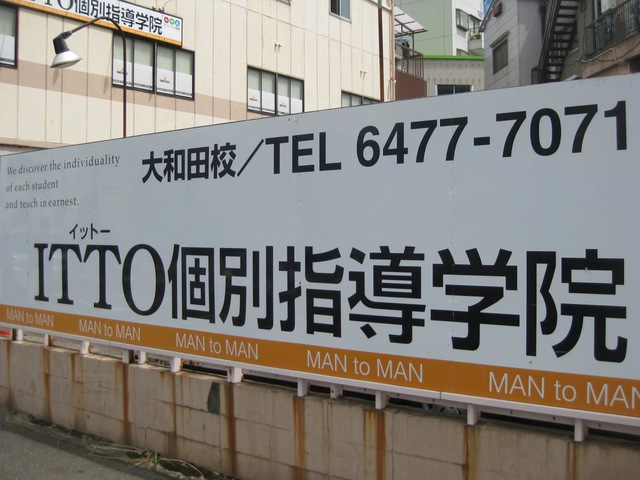 ITTO個別指導学院
We discover the individuality
of each student
and teach in earnest.
大和田校／TEL 6477-7071
イットー
ITTO個別指導学院
MAN to MAN MAN to MAN MAN to MAN MAN to MAN MAN to MAN